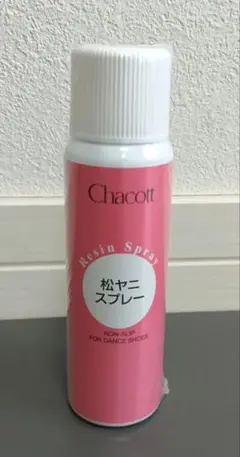 Chacott
Resin Spray
松ヤニ
スプレー
NON-SLIP
FOR DANCE SHOES